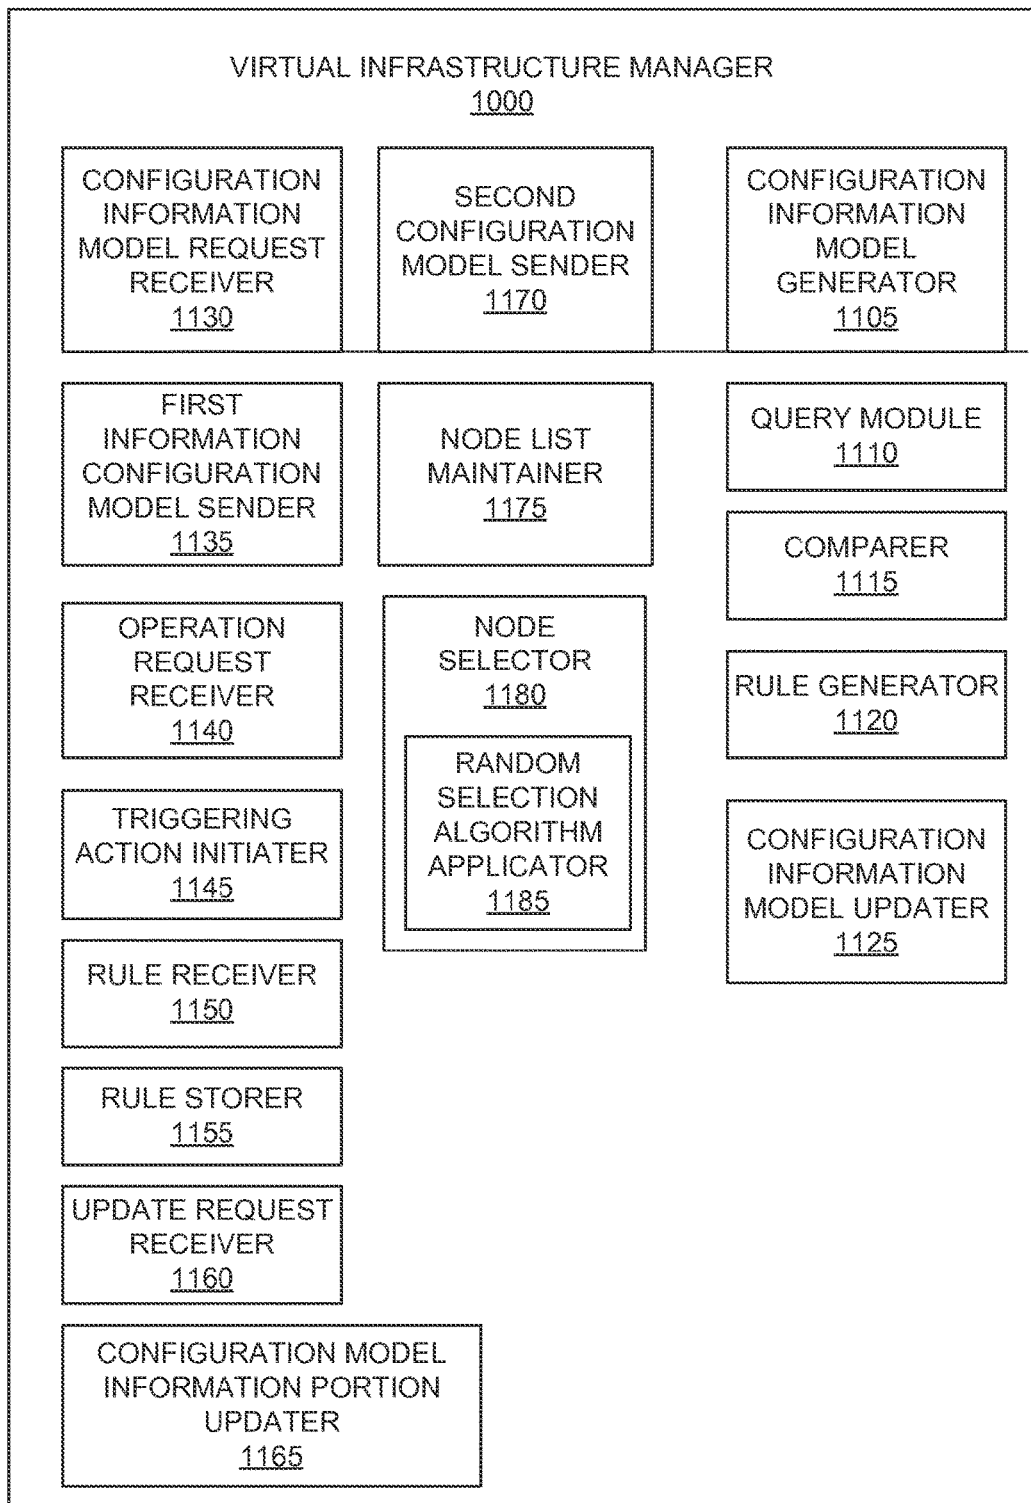 VIRTUAL INFRASTRUCTURE MANAGER
1000
CONFIGURATION
INFORMATION
MODEL REQUEST
RECEIVER
1130
FIRST
INFORMATION
CONFIGURATION
MODEL SENDER
1135
OPERATION
REQUEST
RECEIVER
1140
TRIGGERING
ACTION INITIATER
1145
RULE RECEIVER
1150
RULE STORER
1155
UPDATE REQUEST
RECEIVER
1160
CONFIGURATION MODEL
INFORMATION PORTION
UPDATER
1165
SECOND
CONFIGURATION
MODEL SENDER
1170
NODE LIST
MAINTAINER
1175
NODE
SELECTOR
1180
RANDOM
SELECTION
ALGORITHM
APPLICATOR
1185
CONFIGURATION
INFORMATION
MODEL
GENERATOR
1105
QUERY MODULE
1110
COMPARER
1115
RULE GENERATOR
1120
CONFIGURATION
INFORMATION
MODEL UPDATER
1125